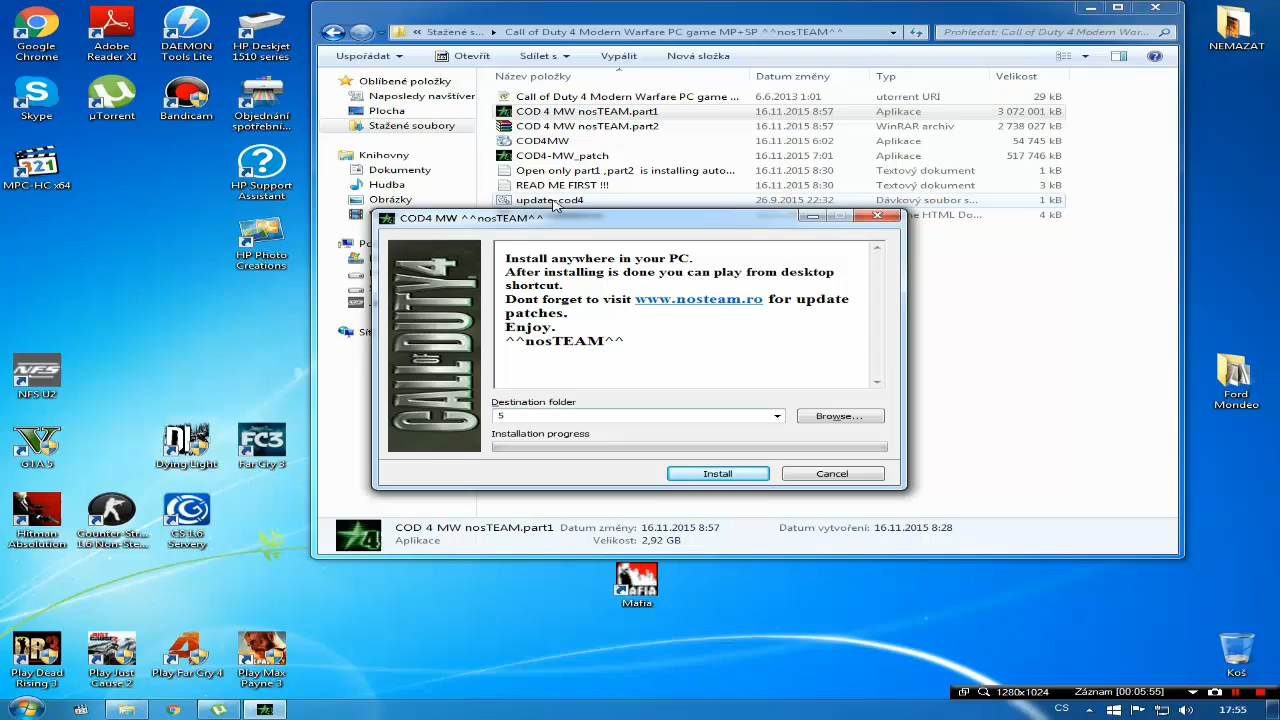 Google
Chrome
Adobe
Reader XI
DAEMON
Tools Lite
HP Deskjet
1510 series
Skype
µTorrent
Bandicam
Objednání
spotřební...
MPC-HC x64
HP Support
Assistant
HP Photo
Creations
NFS U2
GTA 5
Dying Light
Far Cry 3
Hitman
Absolution
Counter-Str...
1.6 Non-Ste...
CS 1.6
Servery
Play Dead
Rising 3
Play Just
Cause 2
Play Far Cry 4
Play Max
Payne 3
Mafia
NEMAZAT
Ford
Mondeo
Koš
Stažené s... Call of Duty 4 Modern Warfare PC game MP+SP ^^nosTEAM^^
Prohledat: Call of Duty 4 Modern War...
Uspořádat Otevřít Sdílet s Vypálit Nová složka
Oblíbené položky
Naposledy navštíver
Plocha
Stažené soubory
Knihovny
Dokumenty
Hudba
Obrázky
Název položky Datum změny Typ Velikost
Call of Duty 4 Modern Warfare PC game ... 6.6.2013 1:01 utorrent URI 29 kB
COD 4 MW nosTEAM.part1 16.11.2015 8:57 Aplikace 3 072 001 kB
COD 4 MW nosTEAM.part2 16.11.2015 8:57 WinRAR archiv 2 738 027 kB
COD4MW 16.11.2015 6:02 Aplikace 54 745 kB
COD4-MW_patch 16.11.2015 7:01 Aplikace 517 746 kB
Open only part1 ,part2 is installing auto... 16.11.2015 8:30 Textový dokument 1 kB
READ ME FIRST !!! 16.11.2015 8:30 Textový dokument 3 kB
update cod4 26.9.2015 22:32 Dávkový soubor s... 1 kB
HTML Do... 4 kB
COD4 MW ^^nosTEAM^^
CALL OF DUTY 4
Install anywhere in your PC.
After installing is done you can play from desktop
shortcut.
Dont forget to visit www.nosteam.ro for update
patches.
Enjoy.
^^nosTEAM^^
Destination folder
5
Browse...
Installation progress
Install
Cancel
COD 4 MW nosTEAM.part1 Datum změny: 16.11.2015 8:57 Datum vytvoření: 16.11.2015 8:28
Aplikace Velikost: 2,92 GB
1280x1024 Záznam [00:05:55]
CS 17:55